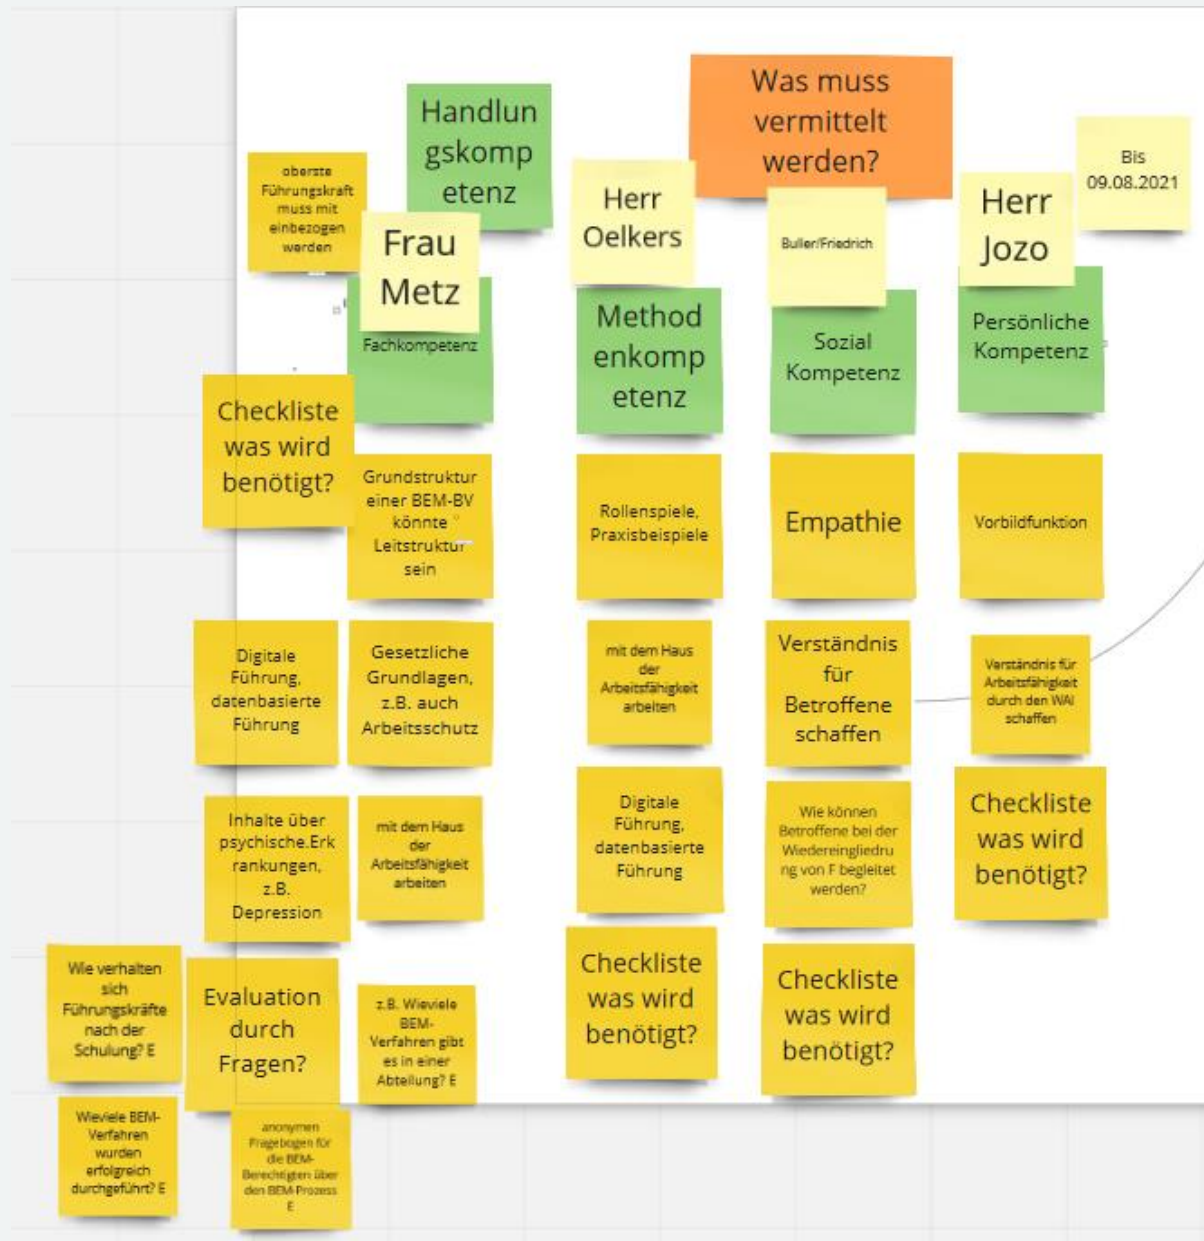 Was muss
vermittelt
werden?
Handlun
gskomp
etenz
Bis
09.08.2021
oberste
Führungskraft
muss mit
einbezogen
werden
Frau
Metz
Herr
Oelkers
Buller/Friedrich
Herr
Jozo
Fachkompetenz
Method
enkomp
etenz
Sozial
Kompetenz
Persönliche
Kompetenz
Checkliste
was wird
benötigt?
Grundstruktur
einer BEM-BV
könnte
Leitstruktur
sein
Rollenspiele,
Praxisbeispiele
Empathie
Vorbildfunktion
Digitale
Führung,
datenbasierte
Führung
Gesetzliche
Grundlagen,
z.B. auch
Arbeitsschutz
mit dem Haus
der
Arbeitsfähigkeit
arbeiten
Verständnis
für
Betroffene
schaffen
Verständnis für
Arbeitsfähigkeit
durch den WAI
schaffen
Inhalte über
psychische.Erk
rankungen,
z.B.
Depression
mit dem Haus
der
Arbeitsfähigkeit
arbeiten
Digitale
Führung,
datenbasierte
Führung
Wie können
Betroffene bei der
Wiedereingliedru
ng von F begleitet
werden?
Checkliste
was wird
benötigt?
Wie verhalten
sich
Führungskräfte
nach der
Schulung? E
Evaluation
durch
Fragen?
z.B. Wieviele
BEM-
Verfahren gibt
es in einer
Abteilung? E
Checkliste
was wird
benötigt?
Checkliste
was wird
benötigt?
Wieviele BEM-
Verfahren
wurden
erfolgreich
durchgeführt? E
anonymen
Fragebogen für
die BEM-
Berechtigten über
den BEM-Prozess
E